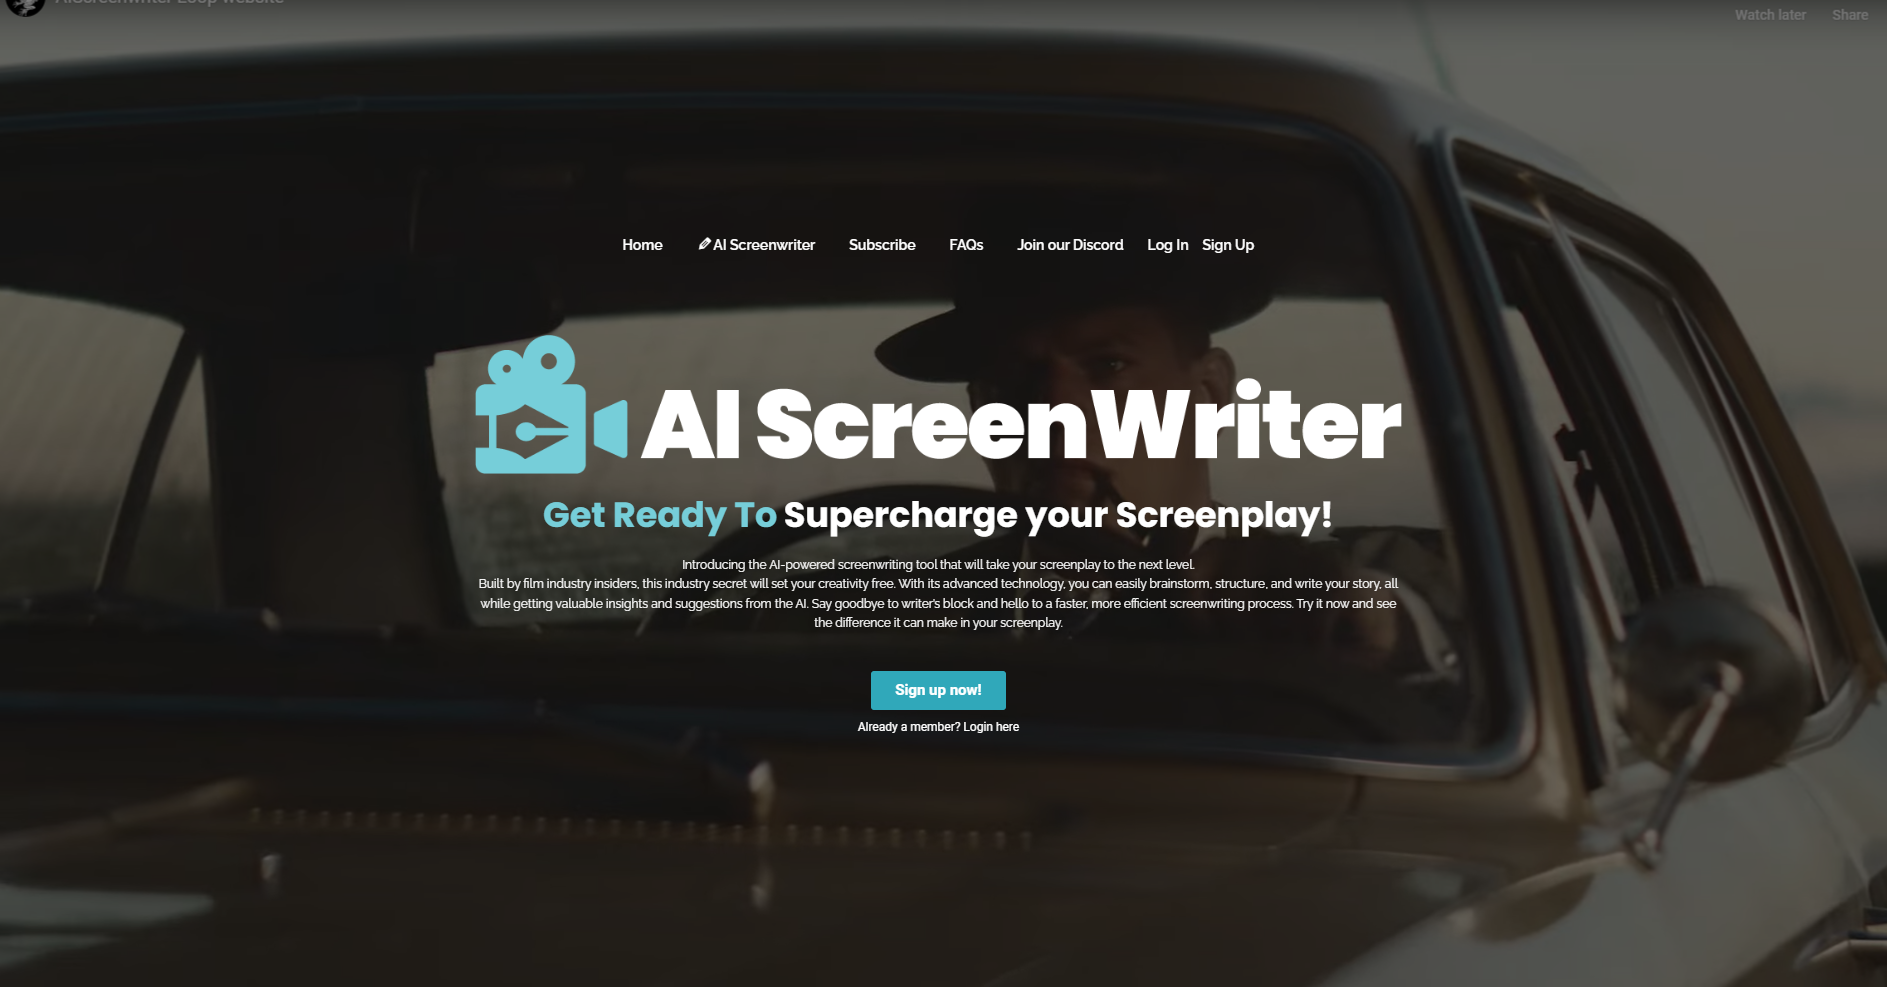 AIScreenWriter Loop Website
Watch later
Share
Home
AI Screenwriter
Subscribe
FAQs
Join our Discord
Log In
Sign Up
AI ScreenWriter
Get Ready To Supercharge your Screenplay!
Introducing the AI-powered screenwriting tool that will take your screenplay to the next level.
Built by film industry insiders, this industry secret will set your creativity free. With its advanced technology, you can easily brainstorm, structure, and write your story, all
while getting valuable insights and suggestions from the AI. Say goodbye to writer's block and hello to a faster, more efficient screenwriting process. Try it now and see
the difference it can make in your screenplay.
Sign up now!
Already a member? Login here